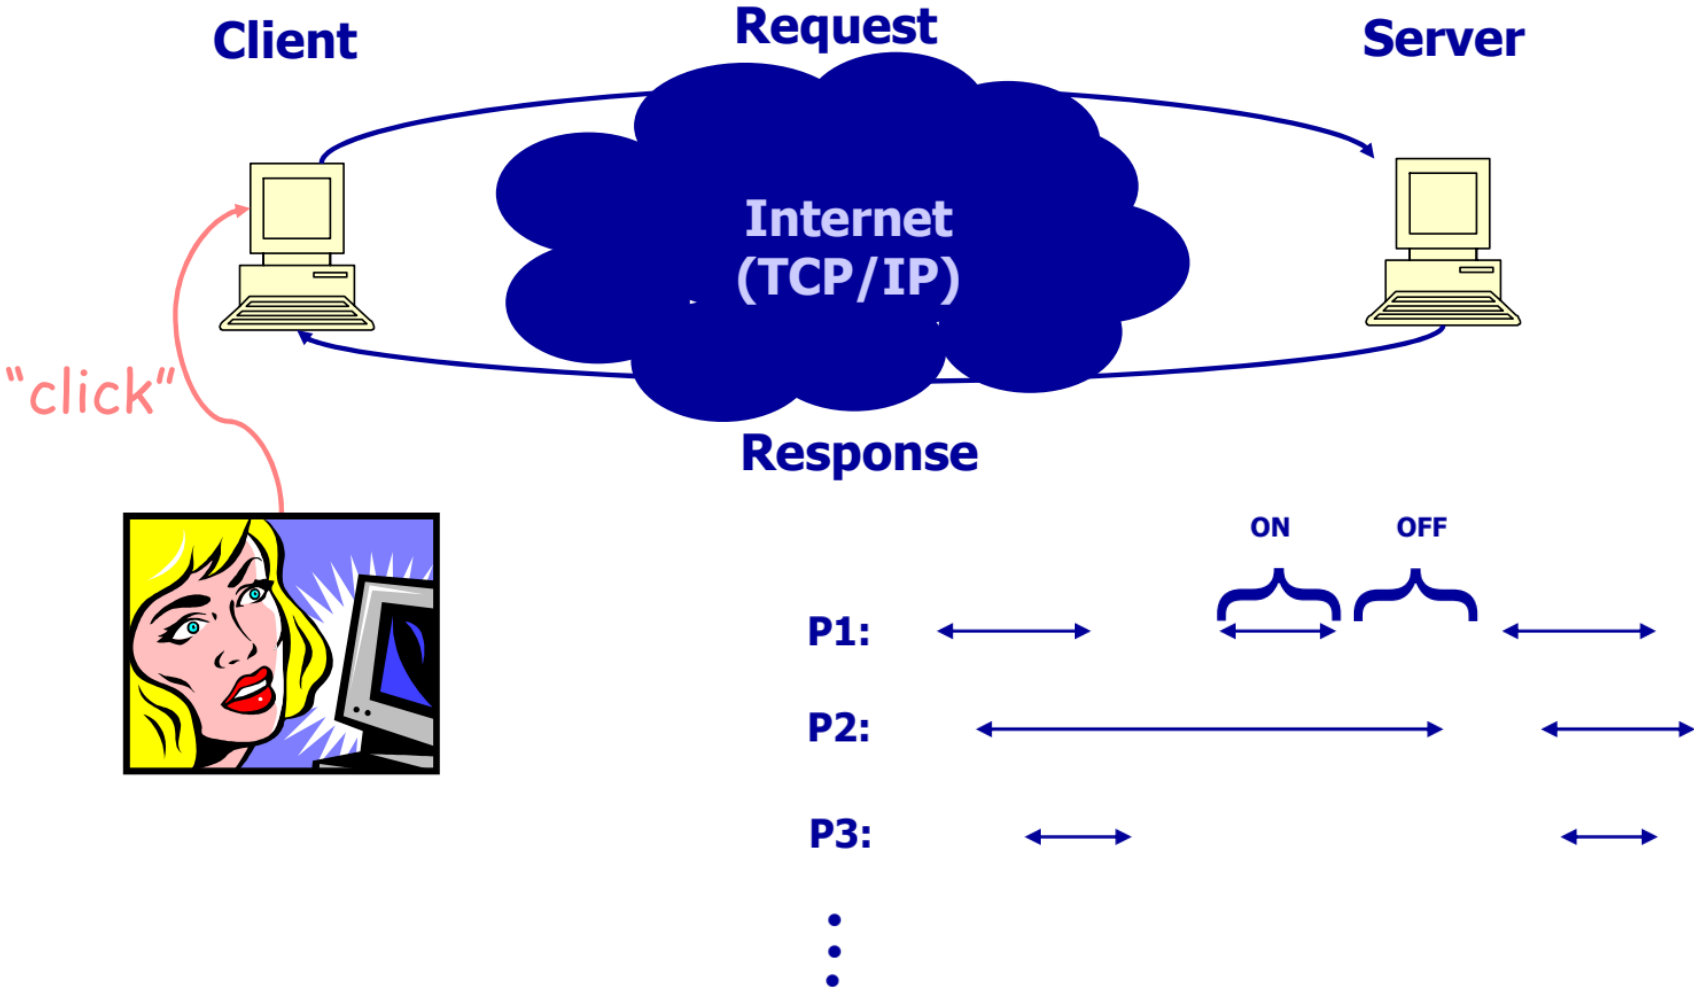 Client
Request
Server
Internet
(TCP/IP)
"click"
Response
ON
OFF
P1:
P2:
P3: